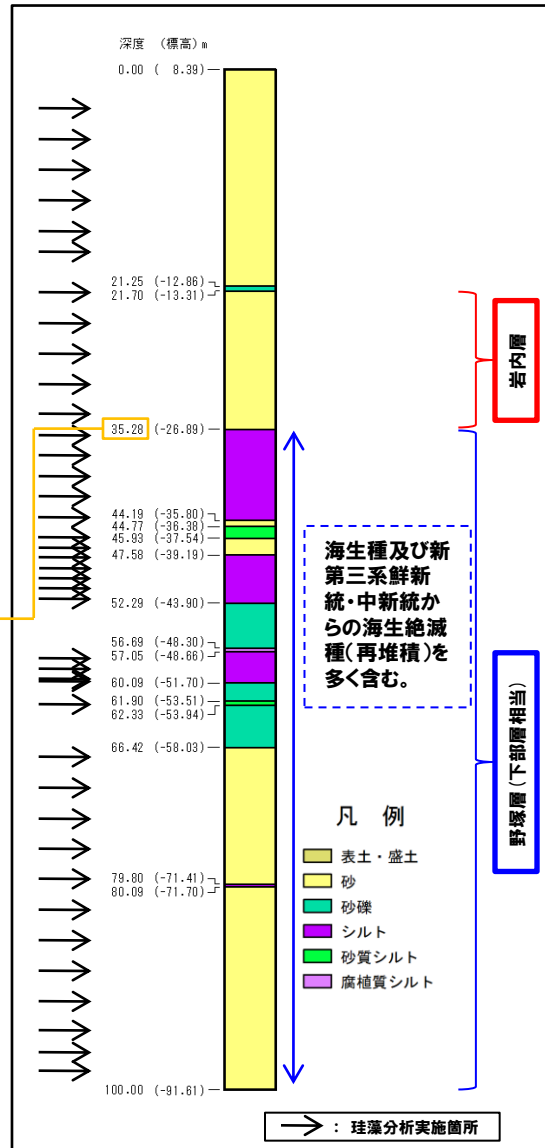 深度 (標高)m
0.00 ( 8.39)
21.25 (-12.86)
21.70 (-13.31)
岩内層
35.28 (-26.89)
44.19 (-35.80)
44.77 (-36.38)
45.93 (-37.54)
47.58 (-39.19)
52.29 (-43.90)
56.69 (-48.30)
57.05 (-48.66)
60.09 (-51.70)
61.90 (-53.51)
62.33 (-53.94)
66.42 (-58.03)
79.80 (-71.41)
80.09 (-71.70)
100.00 (-91.61)
海生種及び新
第三系鮮新
統・中新統か
らの海生絶滅
種(再堆積)を
多く含む。
野塚層(下部層相当)
凡 例
表土・盛土
砂
砂礫
シルト
砂質シルト
腐植質シルト
: 珪藻分析実施箇所